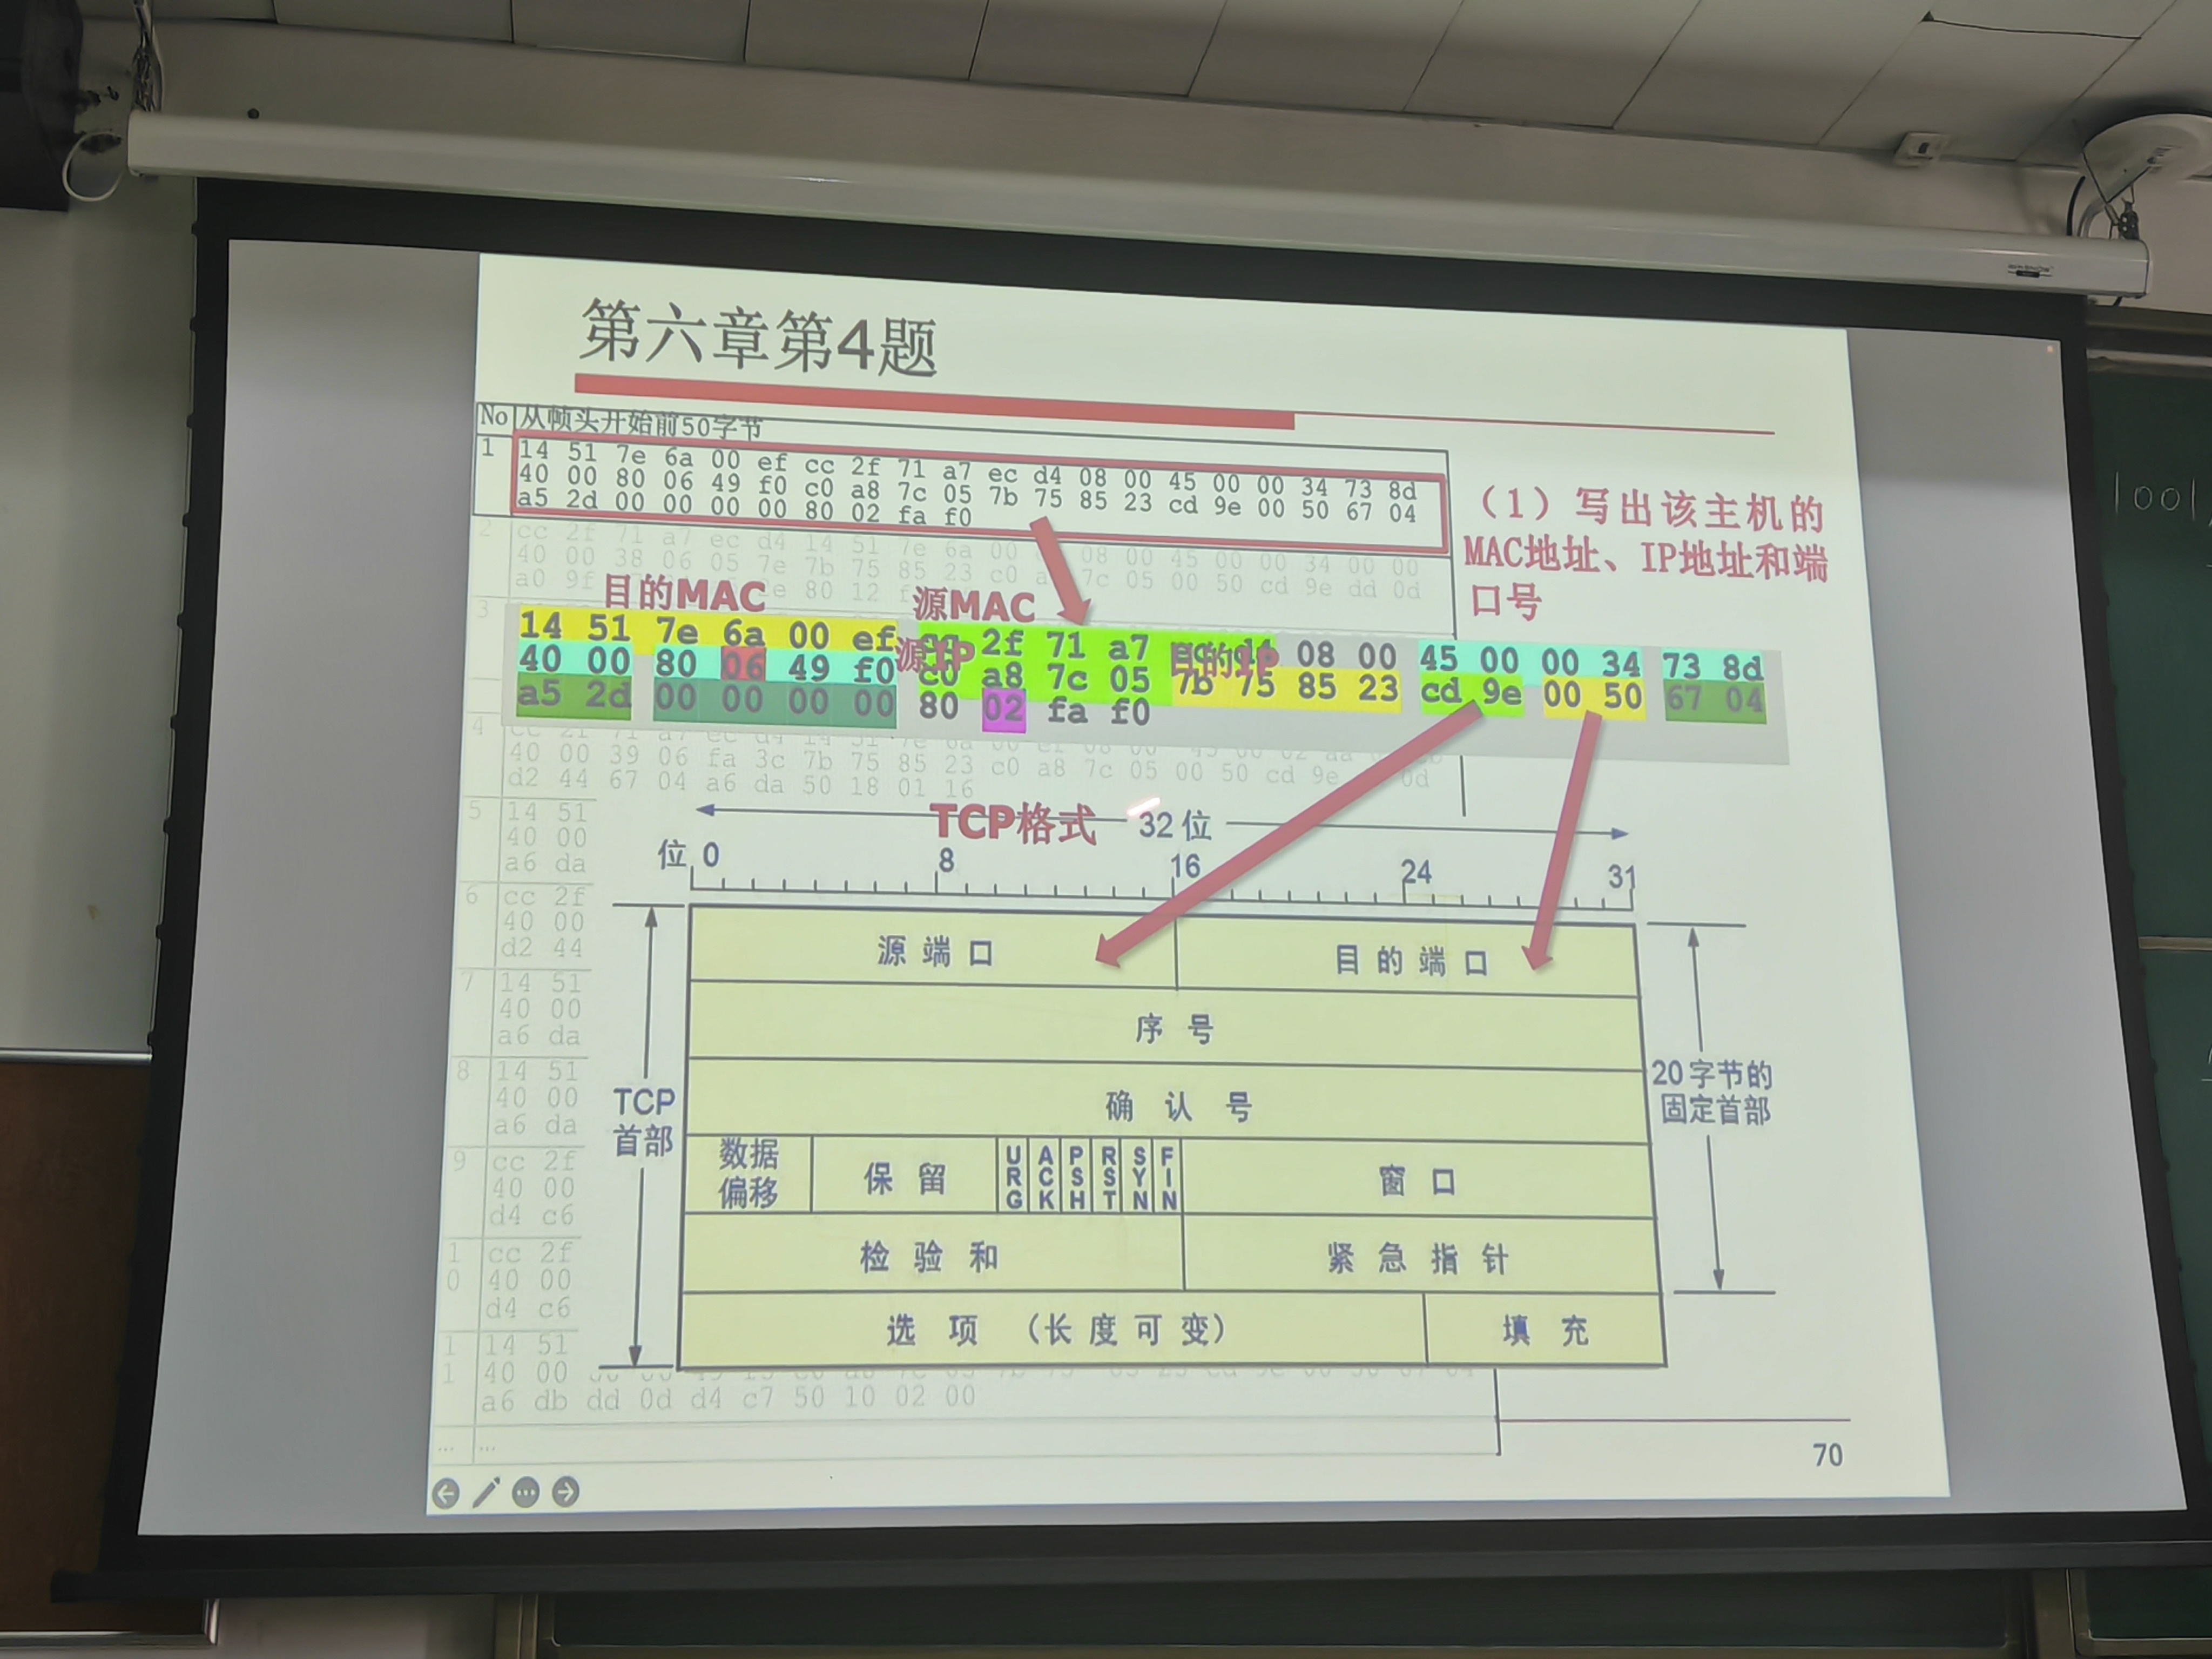 第六章第4题
No 从帧头开始前50字节
1 14 51 7e 6a 00 ef cc 2f 71 a7 ec d4 08 00 45 00 00 34 73 8d
40 00 80 06 49 f0 c0 a8 7c 05 7b 75 85 23 cd 9e 00 50 67 04
a5 2d 00 00 00 00 80 02 fa f0
（1）写出该主机的
MAC地址、IP地址和端
口号
2 cc 2f 71 a7 ec d4 14 51 7e 6a 00 08 00 45 00 00 34 00 00
40 00 38 06 05 7e 7b 75 85 23 c0 7c 05 00 50 cd 9e dd 0d
a0 9f 80 12
3
目的MAC
源MAC
14 51 7e 6a 00 ef 2f 71 a7 08 00 45 00 00 34 73 8d
源IP
目的IP
40 00 80 06 49 f0 c0 a8 7c 05 7b 75 85 23 cd 9e 00 50 67 04
a5 2d 00 00 00 00 80 02 fa f0
4
40 00 39 06 fa 3c 7b 75 85 23 c0 a8 7c 05 00 50 cd 9e 0d
d2 44 67 04 a6 da 50 18 01 16
5 14 51
40 00
a6 da
6 cc 2f
40 00
d2 44
7 14 51
40 00
a6 da
8 14 51
40 00
a6 da
9 cc 2f
40 00
d4 c6
10 cc 2f
40 00
d4 c6
11 14 51
40 00
a6 db dd 0d d4 c7 50 10 02 00
... ...
TCP格式 32 位
位 0 8 16 24 31
源端口 目的端口
序号
确认号
数据偏移 保留 URG ACK PSH RST SYN FIN 窗口
检验和 紧急指针
选项（长度可变） 填充
TCP
首部
20字节的
固定首部
70
1001